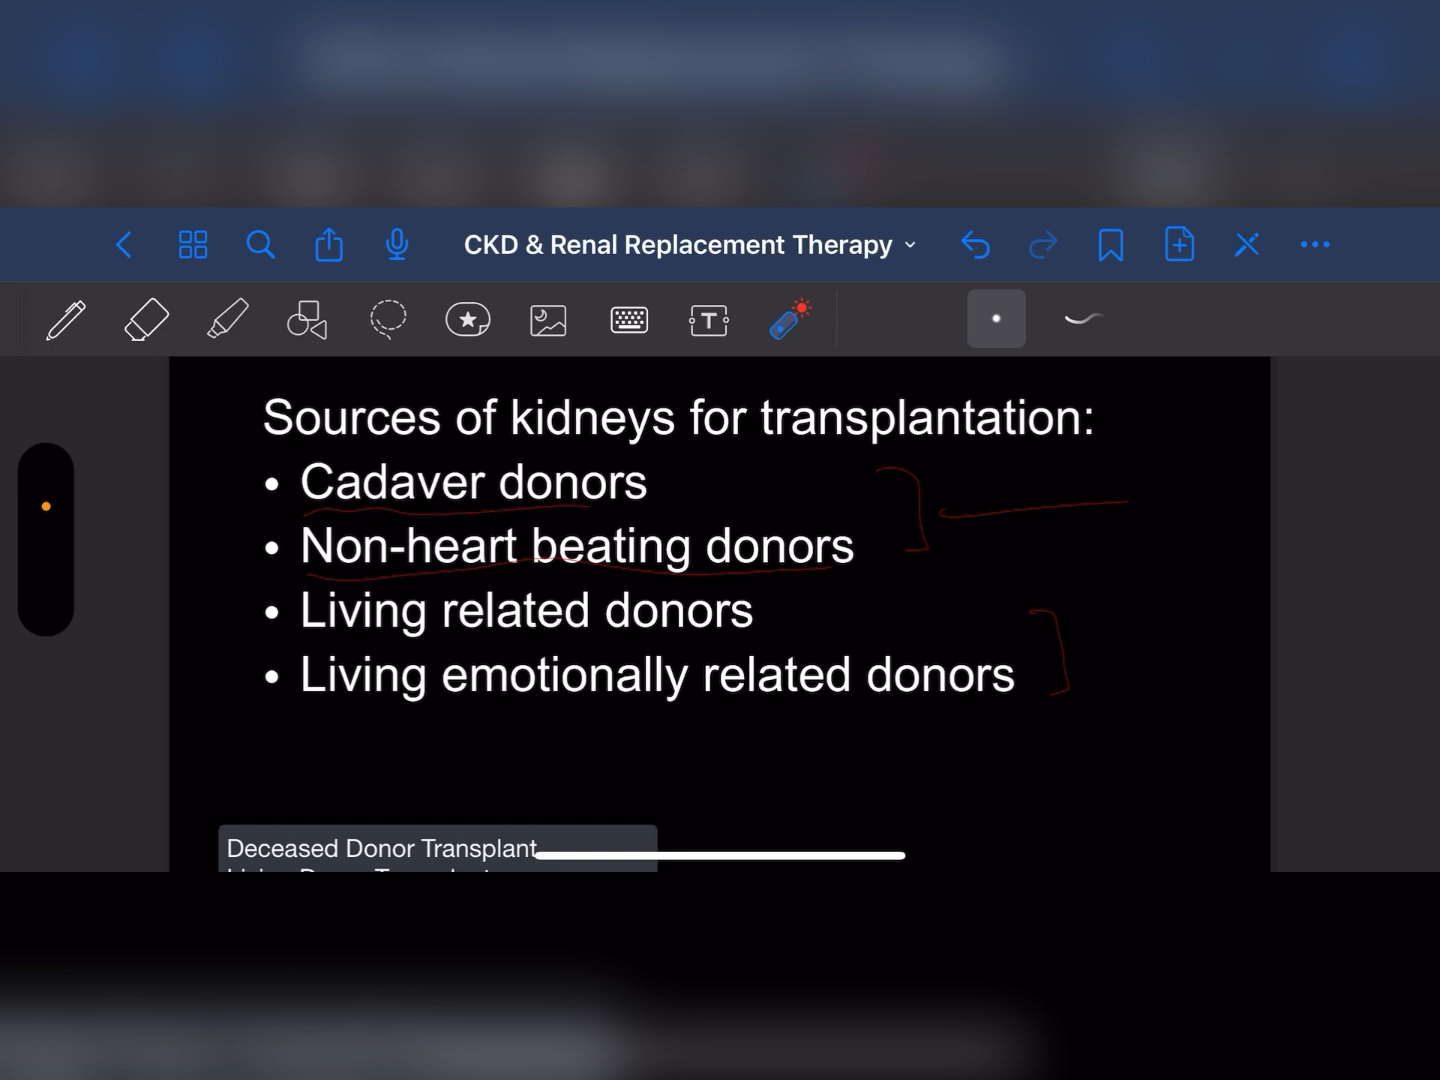 CKD & Renal Replacement Therapy
Sources of kidneys for transplantation:
• Cadaver donors
• Non-heart beating donors
• Living related donors
• Living emotionally related donors
Deceased Donor Transplant